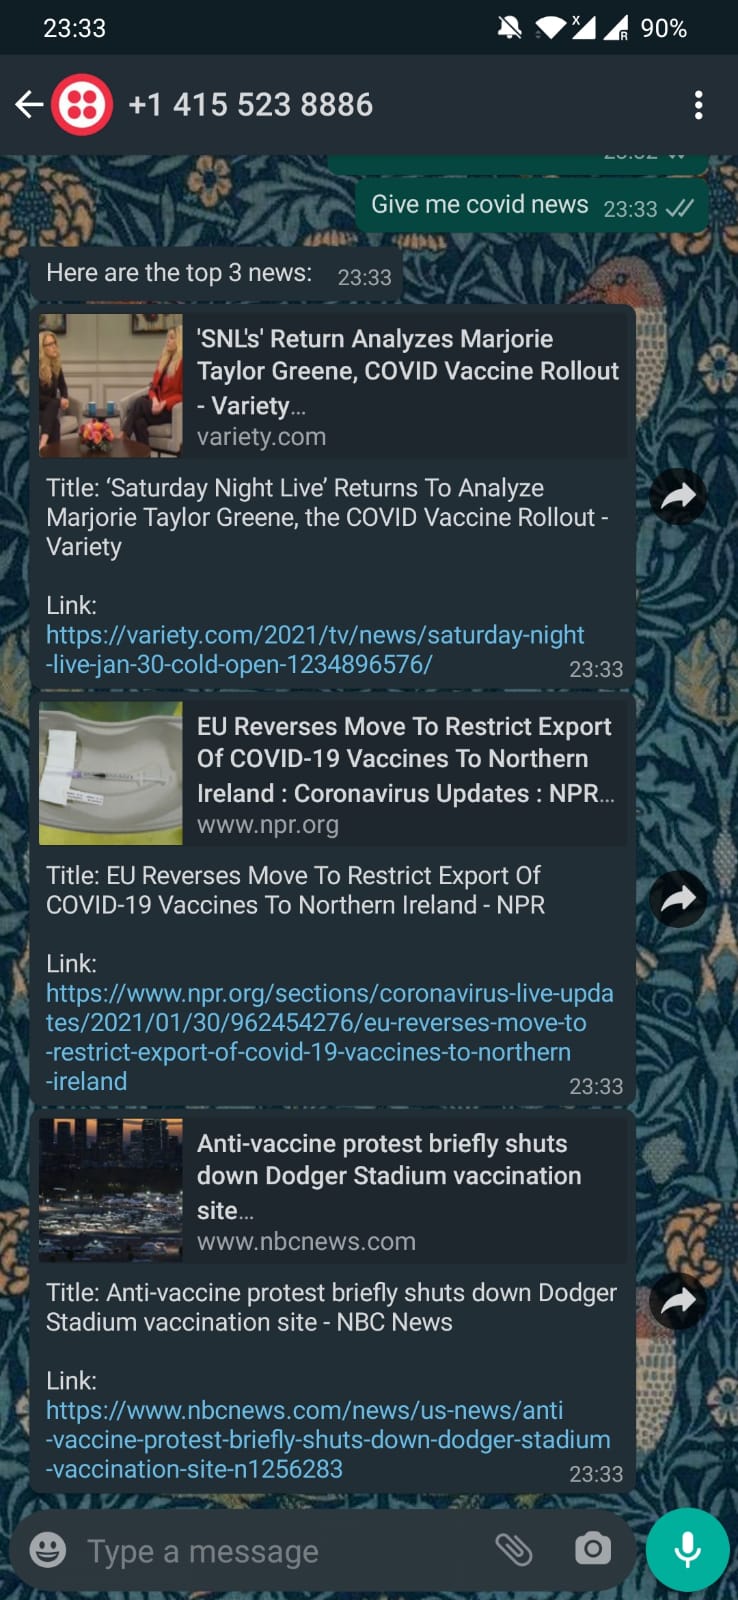 23:33
X
R
90%
+1 415 523 8886
Give me covid news 23:33
Here are the top 3 news: 23:33
'SNL's' Return Analyzes Marjorie
Taylor Greene, COVID Vaccine Rollout
- Variety...
variety.com
Title: ‘Saturday Night Live’ Returns To Analyze
Marjorie Taylor Greene, the COVID Vaccine Rollout -
Variety
Link:
https://variety.com/2021/tv/news/saturday-night
-live-jan-30-cold-open-1234896576/
23:33
EU Reverses Move To Restrict Export
Of COVID-19 Vaccines To Northern
Ireland : Coronavirus Updates : NPR...
www.npr.org
Title: EU Reverses Move To Restrict Export Of
COVID-19 Vaccines To Northern Ireland - NPR
Link:
https://www.npr.org/sections/coronavirus-live-upda
tes/2021/01/30/962454276/eu-reverses-move-to
-restrict-export-of-covid-19-vaccines-to-northern
-ireland
23:33
Anti-vaccine protest briefly shuts
down Dodger Stadium vaccination
site...
www.nbcnews.com
Title: Anti-vaccine protest briefly shuts down Dodger
Stadium vaccination site - NBC News
Link:
https://www.nbcnews.com/news/us-news/anti
-vaccine-protest-briefly-shuts-down-dodger-stadium
-vaccination-site-n1256283
23:33
Type a message